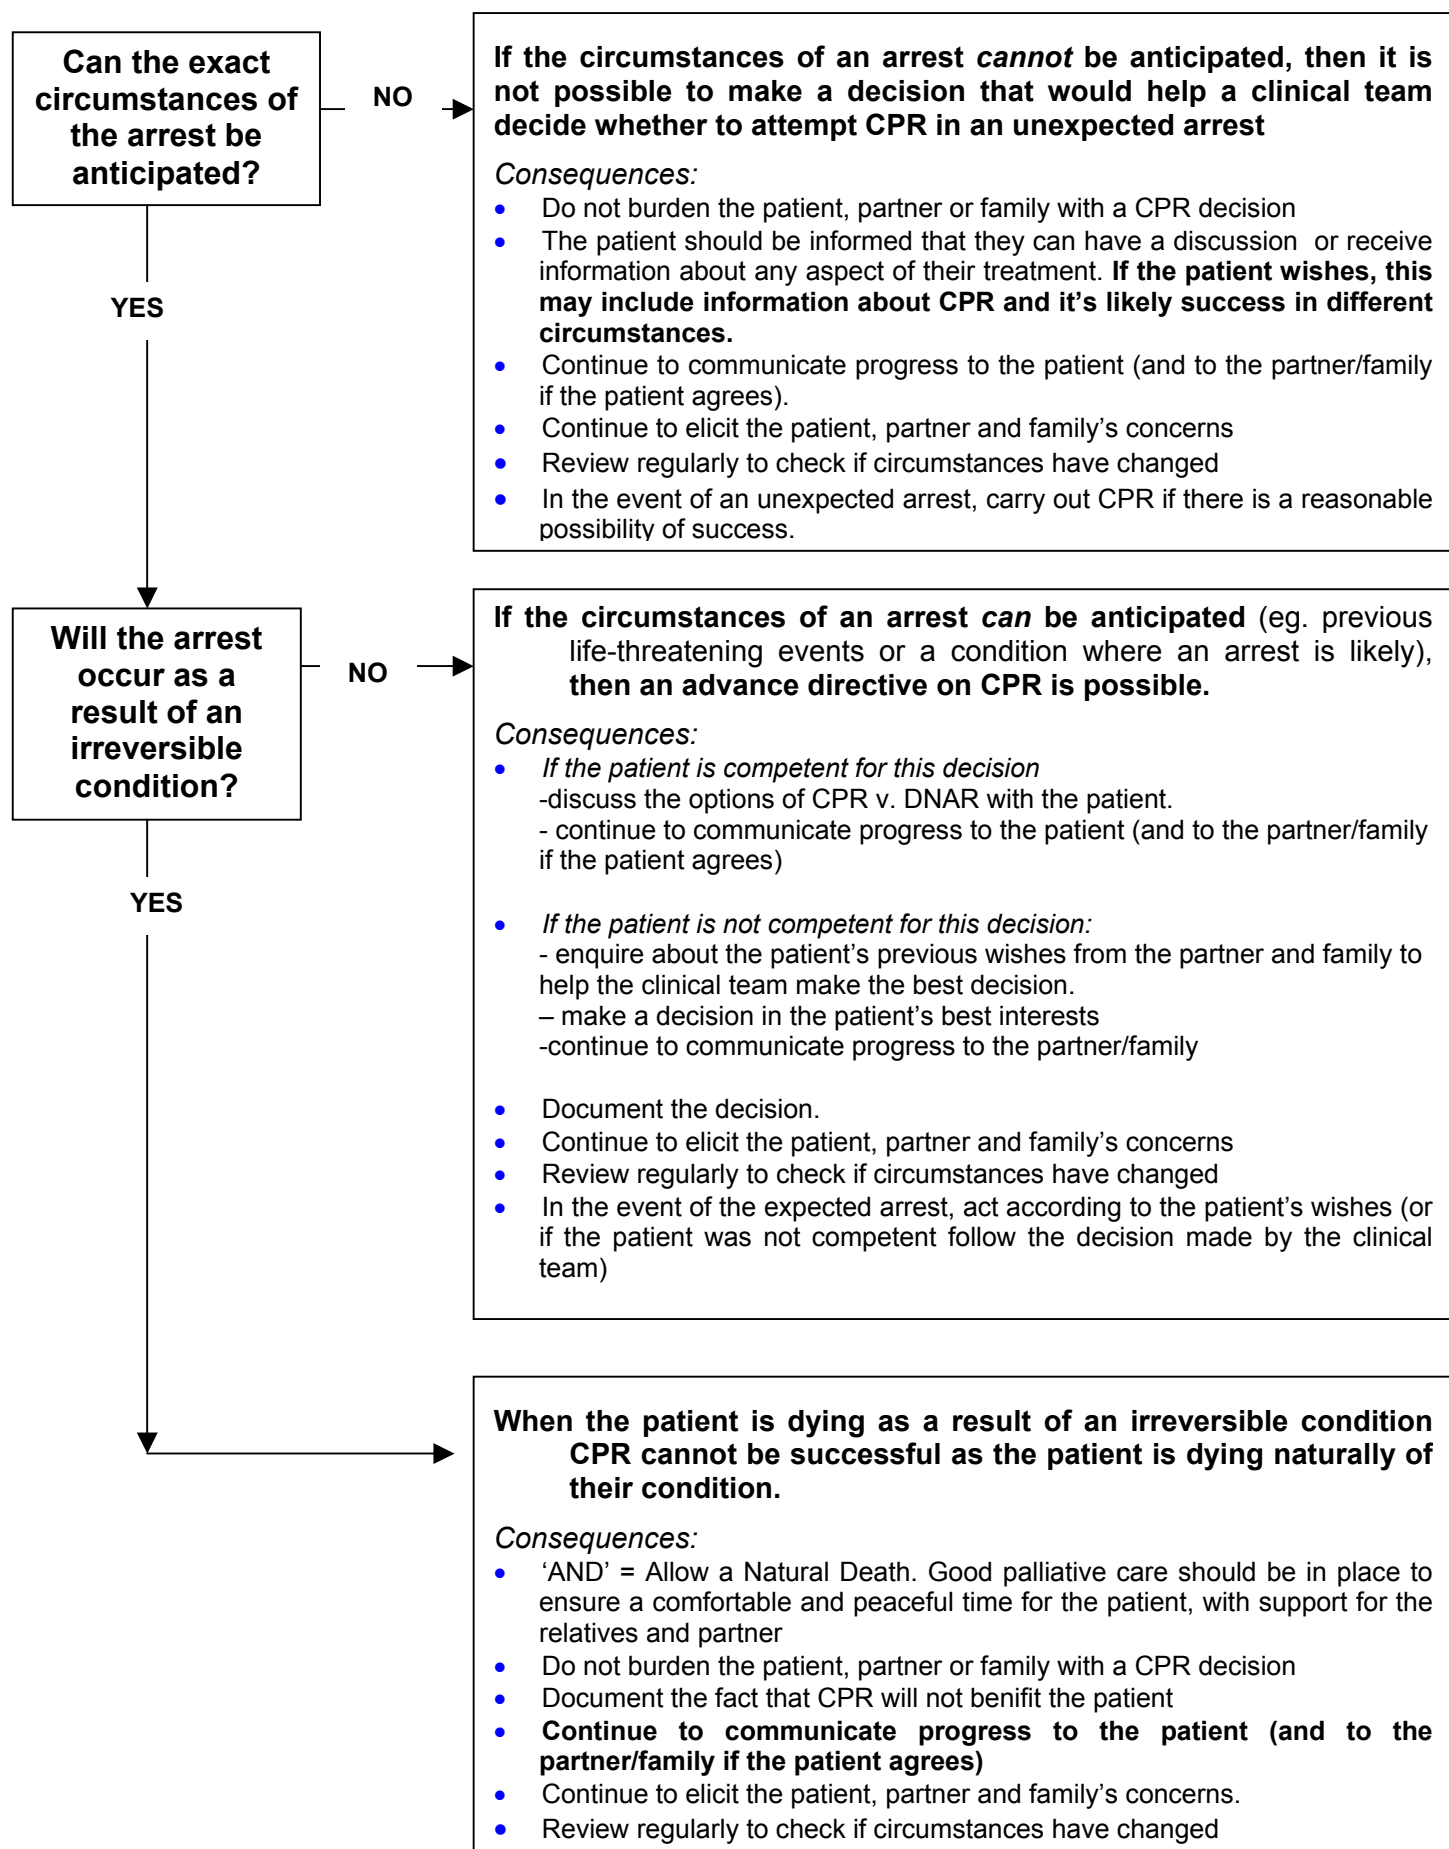 Can the exact
circumstances of
the arrest be
anticipated?
NO
If the circumstances of an arrest cannot be anticipated, then it is
not possible to make a decision that would help a clinical team
decide whether to attempt CPR in an unexpected arrest
Consequences:
• Do not burden the patient, partner or family with a CPR decision
• The patient should be informed that they can have a discussion or receive
information about any aspect of their treatment. If the patient wishes, this
may include information about CPR and it's likely success in different
circumstances.
• Continue to communicate progress to the patient (and to the partner/family
if the patient agrees).
• Continue to elicit the patient, partner and family's concerns
• Review regularly to check if circumstances have changed
• In the event of an unexpected arrest, carry out CPR if there is a reasonable
possibility of success.
YES
Will the arrest
occur as a
result of an
irreversible
condition?
NO
If the circumstances of an arrest can be anticipated (eg. previous
life-threatening events or a condition where an arrest is likely),
then an advance directive on CPR is possible.
Consequences:
• If the patient is competent for this decision
-discuss the options of CPR v. DNAR with the patient.
- continue to communicate progress to the patient (and to the partner/family
if the patient agrees)
• If the patient is not competent for this decision:
- enquire about the patient's previous wishes from the partner and family to
help the clinical team make the best decision.
– make a decision in the patient's best interests
-continue to communicate progress to the partner/family
• Document the decision.
• Continue to elicit the patient, partner and family's concerns
• Review regularly to check if circumstances have changed
• In the event of the expected arrest, act according to the patient's wishes (or
if the patient was not competent follow the decision made by the clinical
team)
YES
When the patient is dying as a result of an irreversible condition
CPR cannot be successful as the patient is dying naturally of
their condition.
Consequences:
• 'AND' = Allow a Natural Death. Good palliative care should be in place to
ensure a comfortable and peaceful time for the patient, with support for the
relatives and partner
• Do not burden the patient, partner or family with a CPR decision
• Document the fact that CPR will not benifit the patient
• Continue to communicate progress to the patient (and to the
partner/family if the patient agrees)
• Continue to elicit the patient, partner and family's concerns.
• Review regularly to check if circumstances have changed